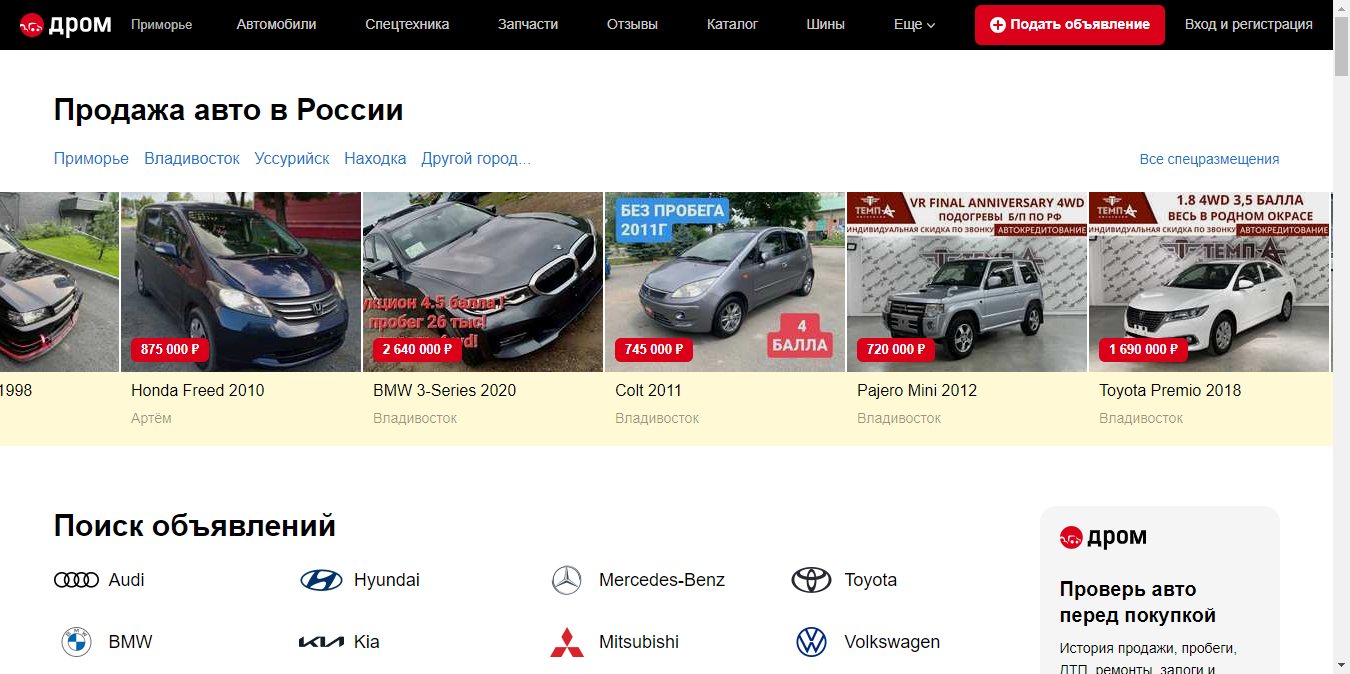 дром Приморье Автомобили Спецтехника Запчасти Отзывы Каталог Шины Еще Подать объявление Вход и регистрация
Продажа авто в России
Приморье Владивосток Уссурийск Находка Другой город... Все спецразмещения
БЕЗ ПРОБЕГА
2011Г
4
БАЛЛА
укцион 4.5 балла !
пробег 26 тыс!
ТЕМП-А
VR FINAL ANNIVERSARY 4WD
ПОДОГРЕВЫ Б/П ПО РФ
ИНДИВИДУАЛЬНАЯ СКИДКА ПО ЗВОНКУ АВТОКРЕДИТОВАНИЕ
ТЕМП-А
ТЕМП-А
1.8 4WD 3,5 БАЛЛА
ВЕСЬ В РОДНОМ ОКРАСЕ
ИНДИВИДУАЛЬНАЯ СКИДКА ПО ЗВОНКУ АВТОКРЕДИТОВАНИЕ
ТЕМП-А
875 000 ₽ 2 640 000 ₽ 745 000 ₽ 720 000 ₽ 1 690 000 ₽
1998 Honda Freed 2010 BMW 3-Series 2020 Colt 2011 Pajero Mini 2012 Toyota Premio 2018
Артём Владивосток Владивосток Владивосток Владивосток
Поиск объявлений
Audi Hyundai Mercedes-Benz Toyota
BMW Kia Mitsubishi Volkswagen
дром
Проверь авто
перед покупкой
История продажи, пробеги,
ДТП, ремонты, залоги и